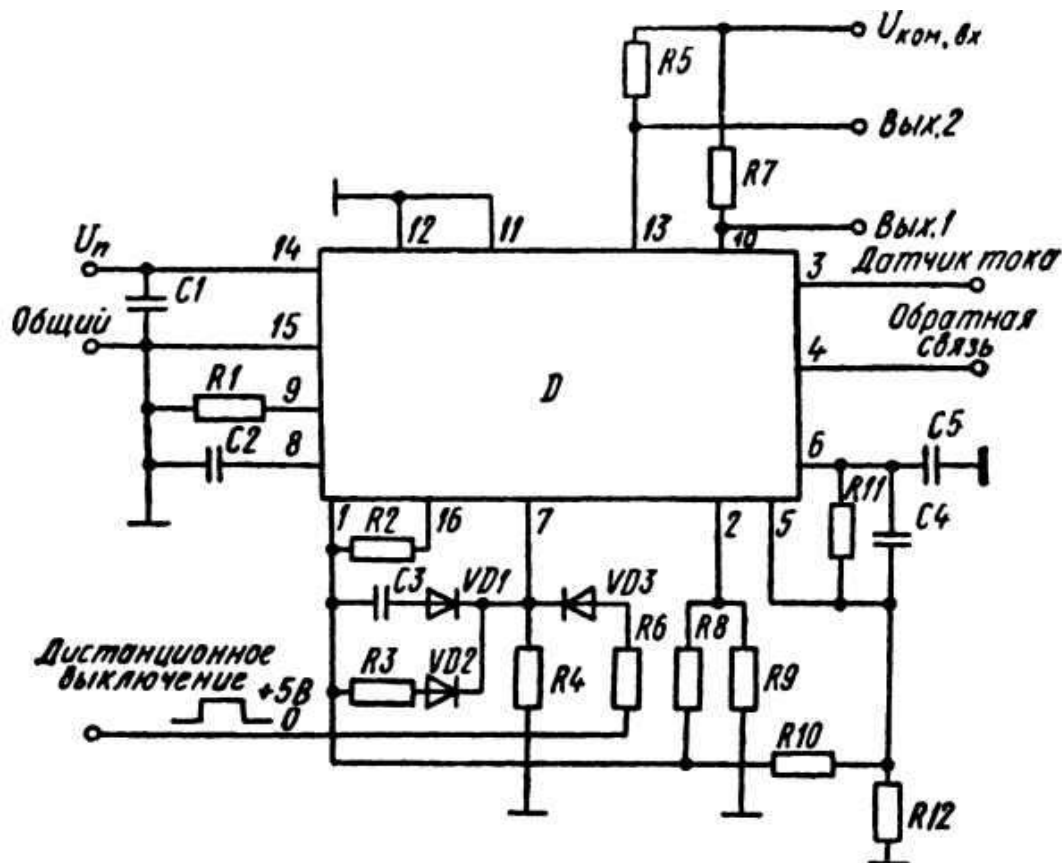 Uком, вх
R5
Вых.2
R7
12
11
13
10
Вых.1
Uп
14
3
Датчик тока
C1
Общий
15
Обратная
связь
4
R1
9
D
C2
8
6
C5
R11
C4
1
R2
16
7
2
5
C3
VD1
VD3
R6
R8
Дистанционное
выключение
+5В
0
R3
VD2
R4
R9
R10
R12